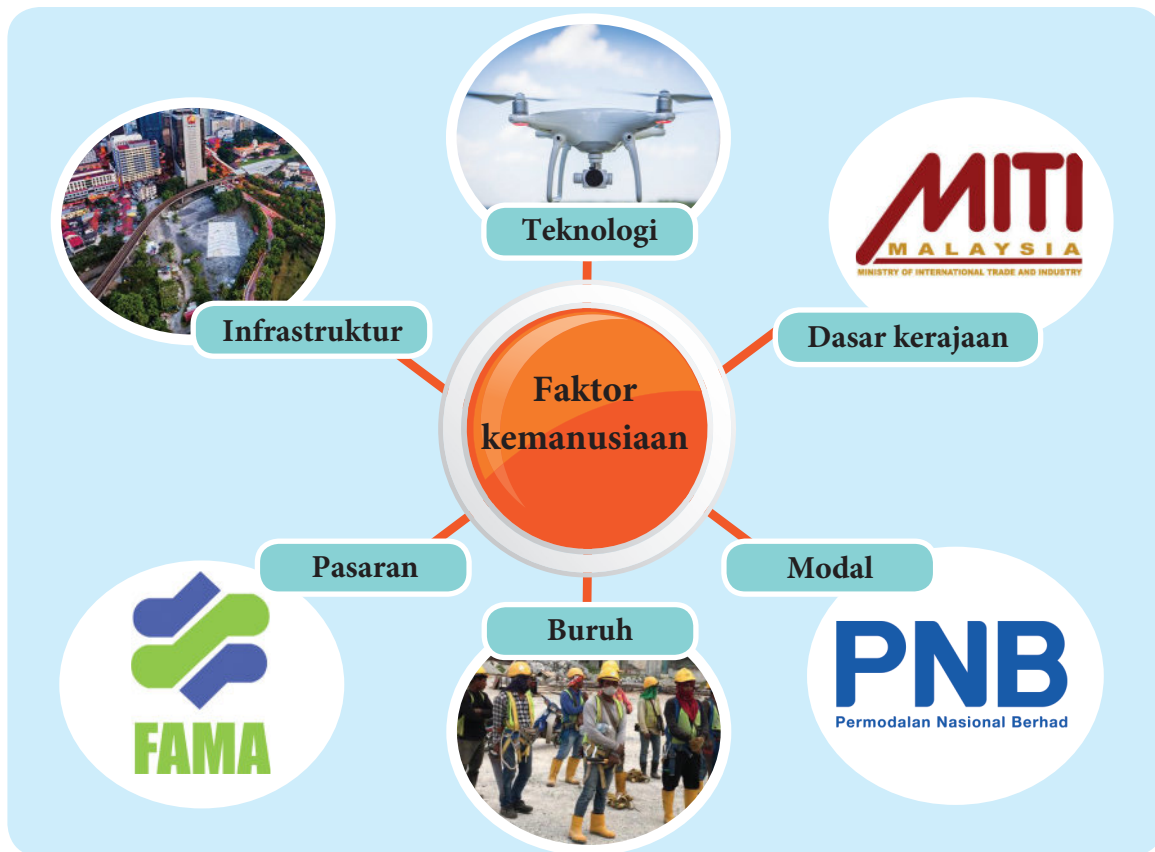 Teknologi
MITI
MALAYSIA
MINISTRY OF INTERNATIONAL TRADE AND INDUSTRY
Infrastruktur
Dasar kerajaan
Faktor
kemanusiaan
Pasaran
Modal
Buruh
FAMA
PNB
Permodalan Nasional Berhad